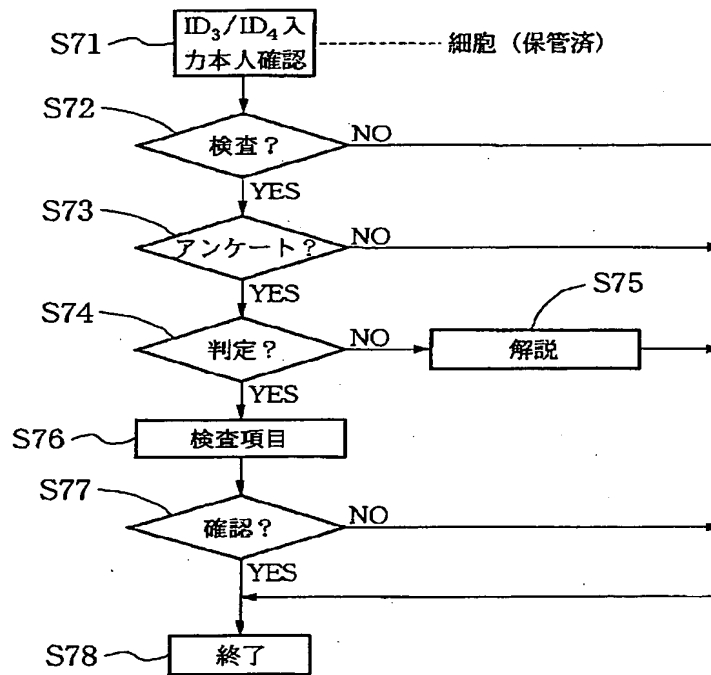 S71
ID₃/ID₄入
力本人確認
細胞（保管済）
S72
検査？
NO
YES
S73
アンケート？
NO
YES
S74
判定？
NO
S75
解説
YES
S76
検査項目
S77
確認？
NO
YES
S78
終了